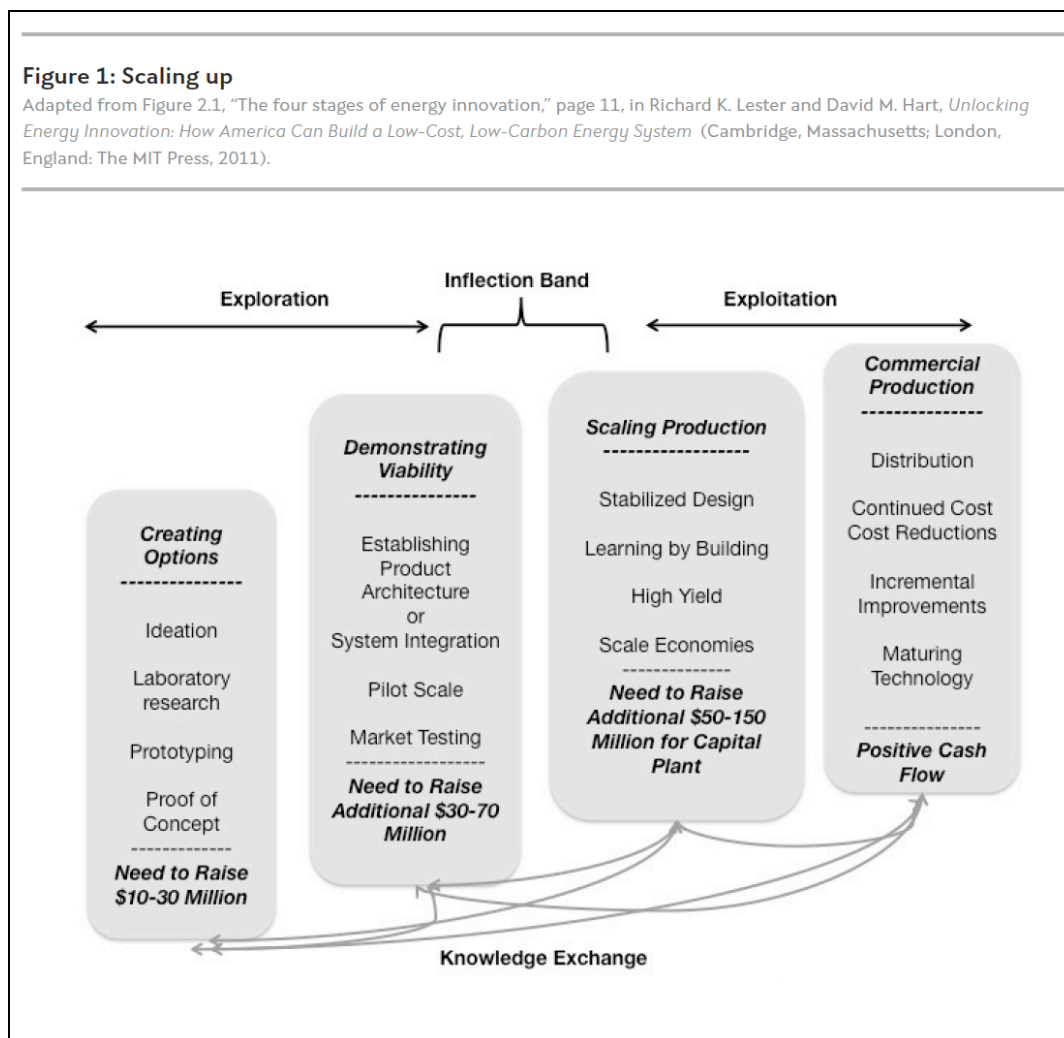 Figure 1: Scaling up
Adapted from Figure 2.1, “The four stages of energy innovation,” page 11, in Richard K. Lester and David M. Hart, Unlocking
Energy Innovation: How America Can Build a Low-Cost, Low-Carbon Energy System (Cambridge, Massachusetts; London,
England: The MIT Press, 2011).
Exploration
Inflection Band
Exploitation
Creating
Options
Ideation
Laboratory
research
Prototyping
Proof of
Concept
Need to Raise
$10-30 Million
Demonstrating
Viability
Establishing
Product
Architecture
or
System Integration
Pilot Scale
Market Testing
Need to Raise
Additional $30-70
Million
Scaling Production
Stabilized Design
Learning by Building
High Yield
Scale Economies
Need to Raise
Additional $50-150
Million for Capital
Plant
Commercial
Production
Distribution
Continued Cost
Cost Reductions
Incremental
Improvements
Maturing
Technology
Positive Cash
Flow
Knowledge Exchange